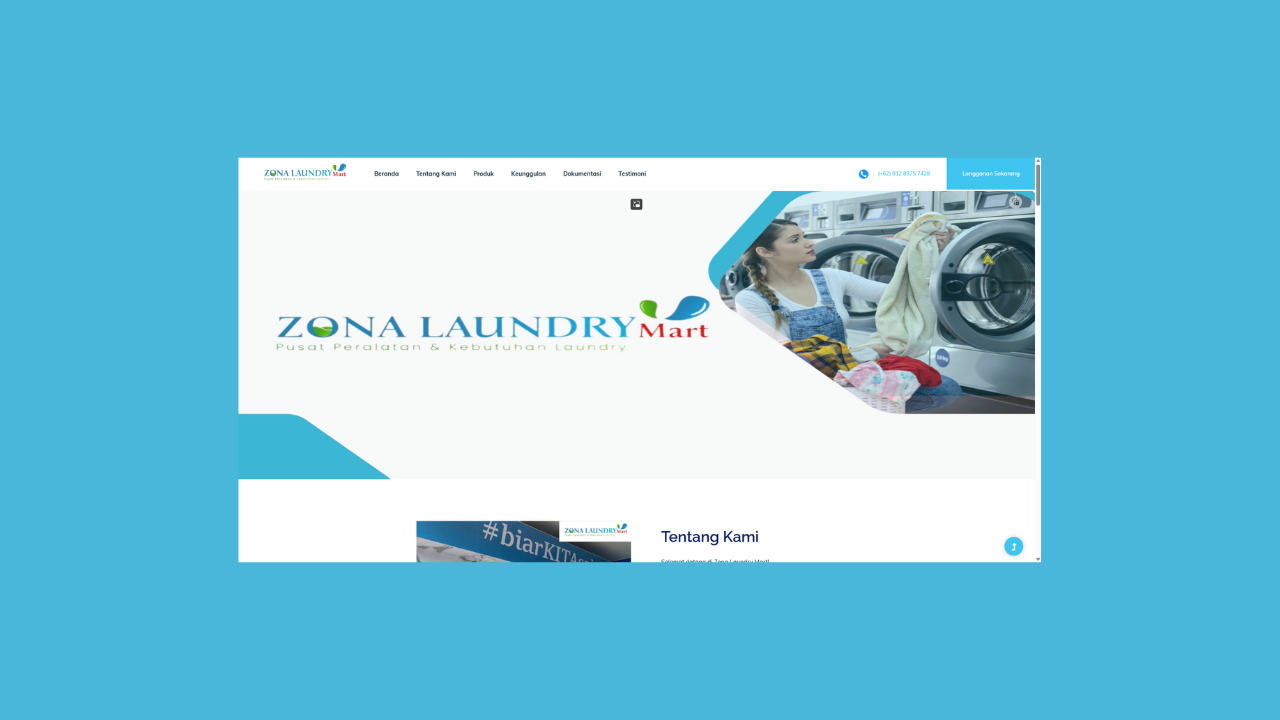 ZONA LAUNDRY Mart
Beranda
Tentang Kami
Produk
Keunggulan
Dokumentasi
Testimoni
(+62) 812 8975 7428
Langganan Sekarang
ZONA LAUNDRY Mart
Pusat Peralatan & Kebutuhan Laundry
#biarKITA
ZONA LAUNDRY Mart
Tentang Kami
Selamat datang di Zona Laundry Mart!